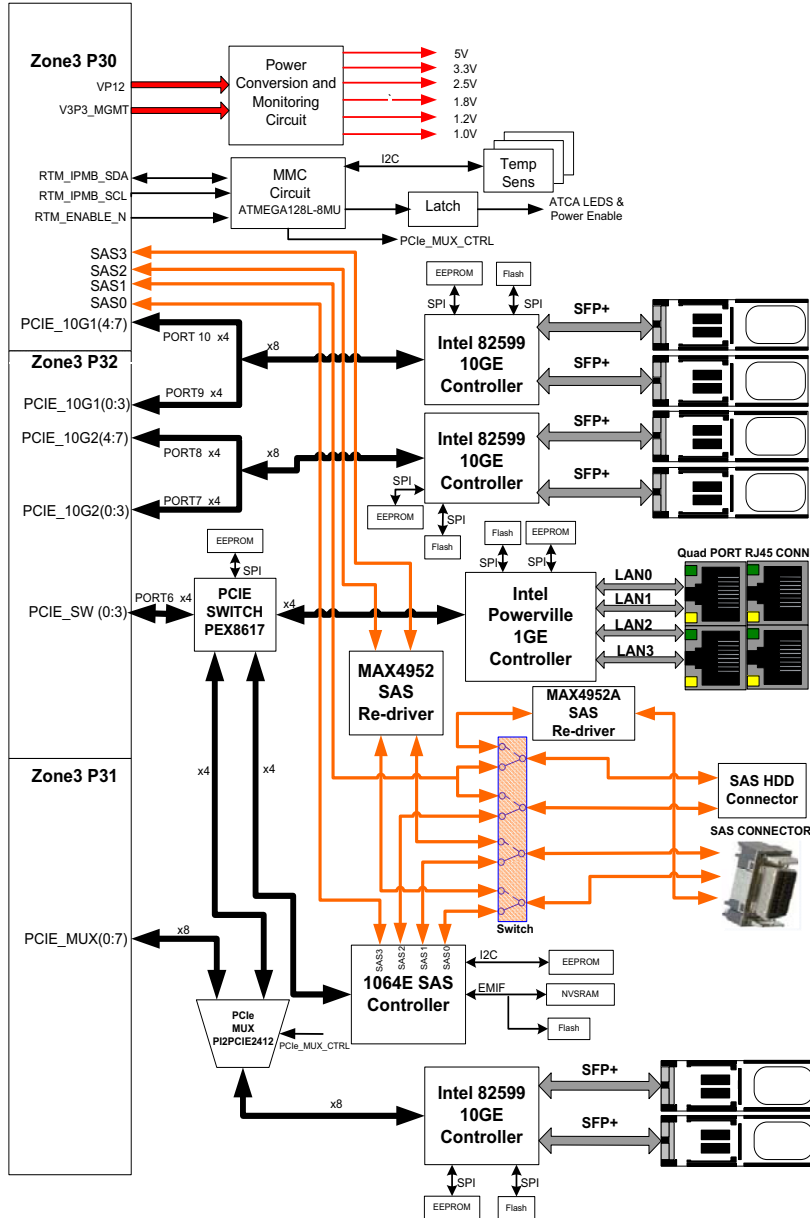 Zone3 P30
VP12
V3P3_MGMT
Power
Conversion and
Monitoring
Circuit
5V
3.3V
2.5V
1.8V
1.2V
1.0V
RTM_IPMB_SDA
RTM_IPMB_SCL
RTM_ENABLE_N
MMC
Circuit
ATMEGA128L-8MU
I2C
Temp
Sens
Latch
ATCA LEDS &
Power Enable
PCIe_MUX_CTRL
SAS3
SAS2
SAS1
SAS0
PCIE_10G1(4:7)
PORT 10 x4
x8
EEPROM
Flash
SPI
SPI
Intel 82599
10GE
Controller
SFP+
SFP+
Zone3 P32
PCIE_10G1(0:3)
PORT9 x4
PCIE_10G2(4:7)
PORT8 x4
x8
Intel 82599
10GE
Controller
SFP+
SFP+
PCIE_10G2(0:3)
PORT7 x4
SPI
EEPROM
SPI
Flash
EEPROM
SPI
Flash
EEPROM
SPI
SPI
Quad PORT RJ45 CONN
PCIE_SW (0:3)
PORT6 x4
PCIE
SWITCH
PEX8617
x4
Intel
Powerville
1GE
Controller
LAN0
LAN1
LAN2
LAN3
MAX4952
SAS
Re-driver
MAX4952A
SAS
Re-driver
Zone3 P31
x4
x4
SAS HDD
Connector
SAS CONNECTOR
Switch
PCIE_MUX(0:7)
x8
SAS3
SAS2
SAS1
SAS0
1064E SAS
Controller
I2C
EEPROM
EMIF
NVSRAM
Flash
PCIe
MUX
PI2PCIE2412
PCIe_MUX_CTRL
x8
Intel 82599
10GE
Controller
SFP+
SFP+
SPI
SPI
EEPROM
Flash